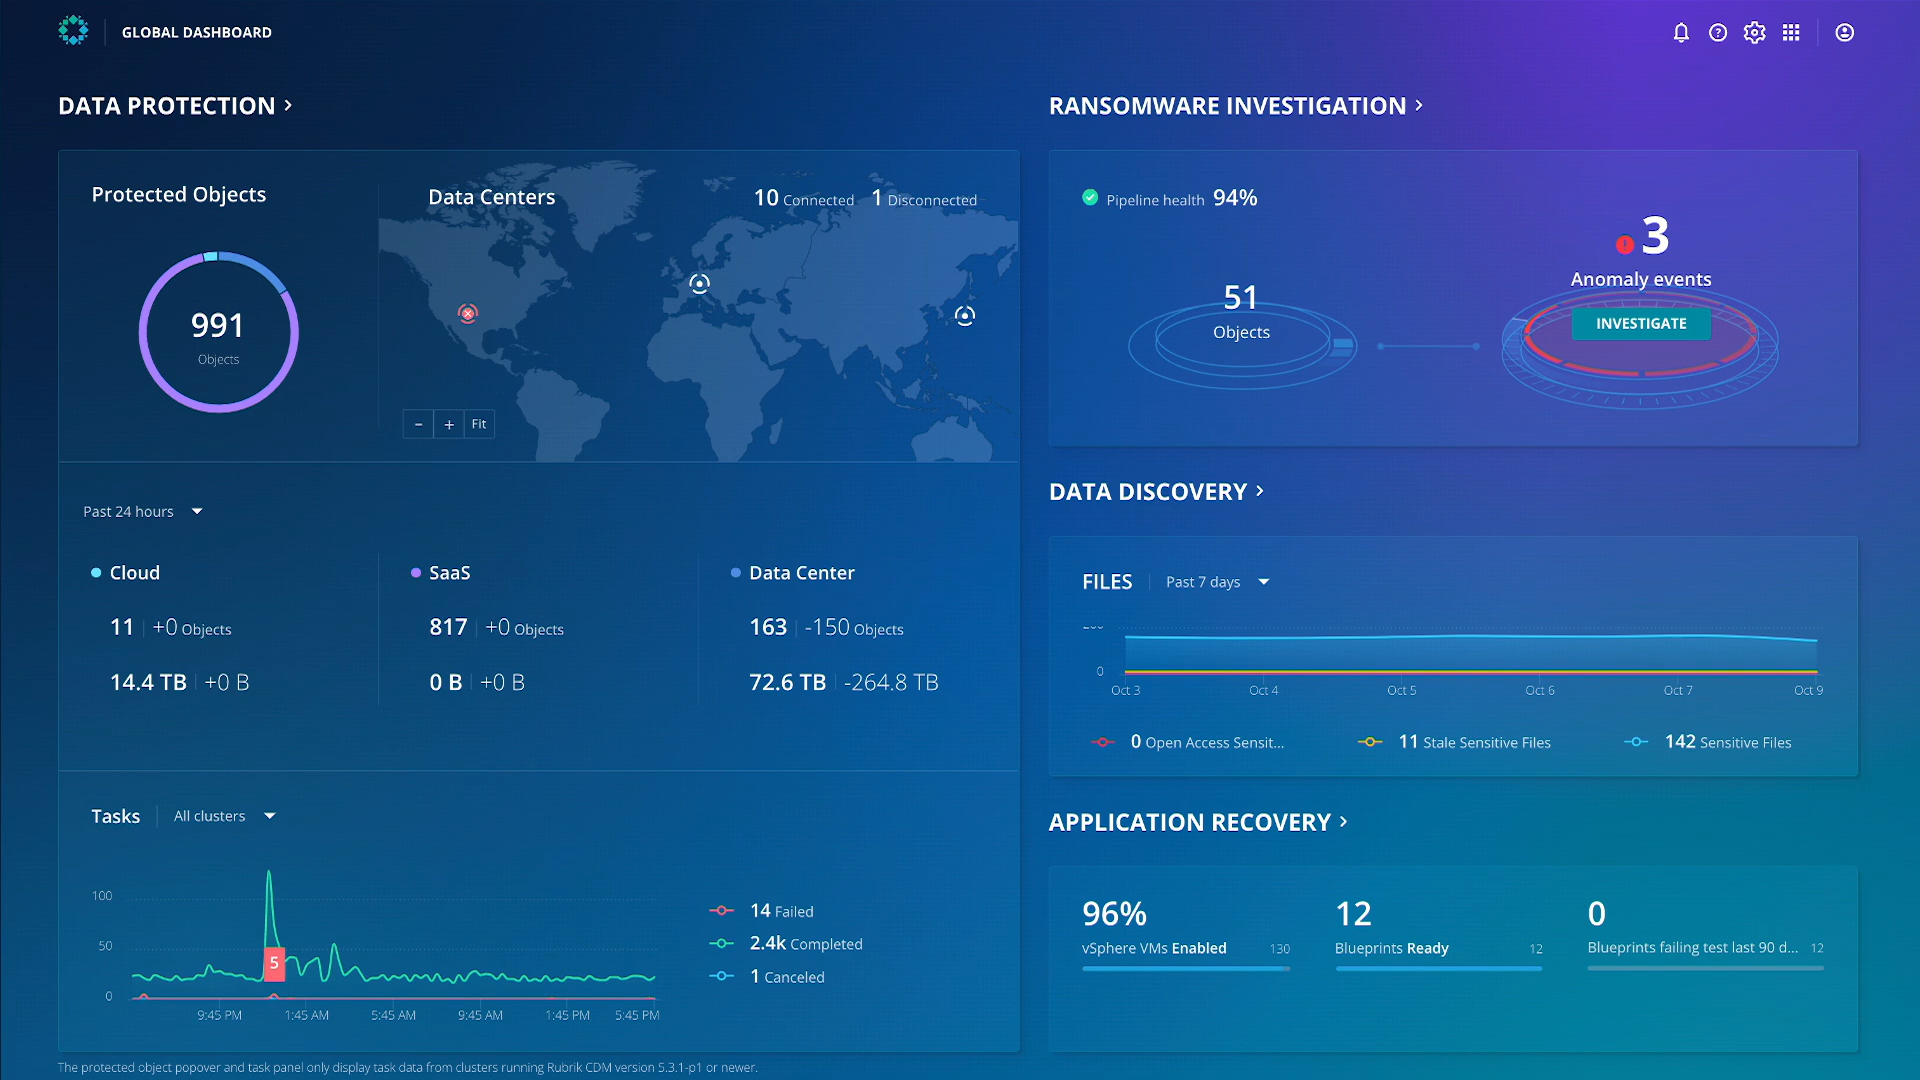 GLOBAL DASHBOARD
DATA PROTECTION
Protected Objects
991
Objects
Data Centers
10 Connected 1 Disconnected
- + Fit
Past 24 hours
Cloud
11 +0 Objects
14.4 TB +0 B
SaaS
817 +0 Objects
0 B +0 B
Data Center
163 -150 Objects
72.6 TB -264.8 TB
Tasks All clusters
100
50
0
5
9:45 PM 1:45 AM 5:45 AM 9:45 AM 1:45 PM 5:45 PM
14 Failed
2.4k Completed
1 Canceled
The protected object popover and task panel only display task data from clusters running Rubrik CDM version 5.3.1-p1 or newer.
RANSOMWARE INVESTIGATION
Pipeline health 94%
51
Objects
3
Anomaly events
INVESTIGATE
DATA DISCOVERY
FILES Past 7 days
200
0
Oct 3 Oct 4 Oct 5 Oct 6 Oct 7 Oct 9
0 Open Access Sensit...
11 Stale Sensitive Files
142 Sensitive Files
APPLICATION RECOVERY
96%
vSphere VMs Enabled 130
12
Blueprints Ready 12
0
Blueprints failing test last 90 d... 12